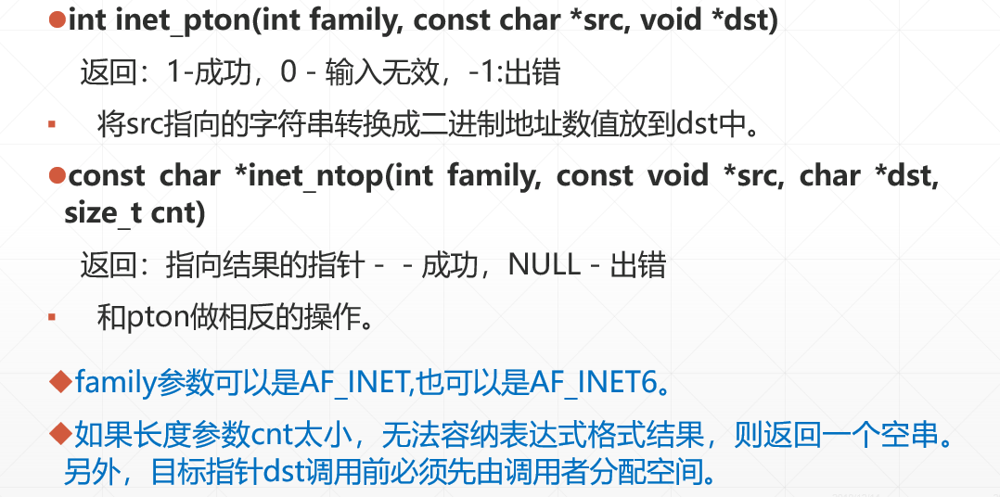 ●int inet_pton(int family, const char *src, void *dst)
返回：1-成功，0 - 输入无效，-1:出错
▪ 将src指向的字符串转换成二进制地址数值放到dst中。
●const char *inet_ntop(int family, const void *src, char *dst,
size_t cnt)
返回：指向结果的指针 - - 成功，NULL - 出错
▪ 和pton做相反的操作。
◆family参数可以是AF_INET,也可以是AF_INET6。
◆如果长度参数cnt太小，无法容纳表达式格式结果，则返回一个空串。
另外，目标指针dst调用前必须先由调用者分配空间。